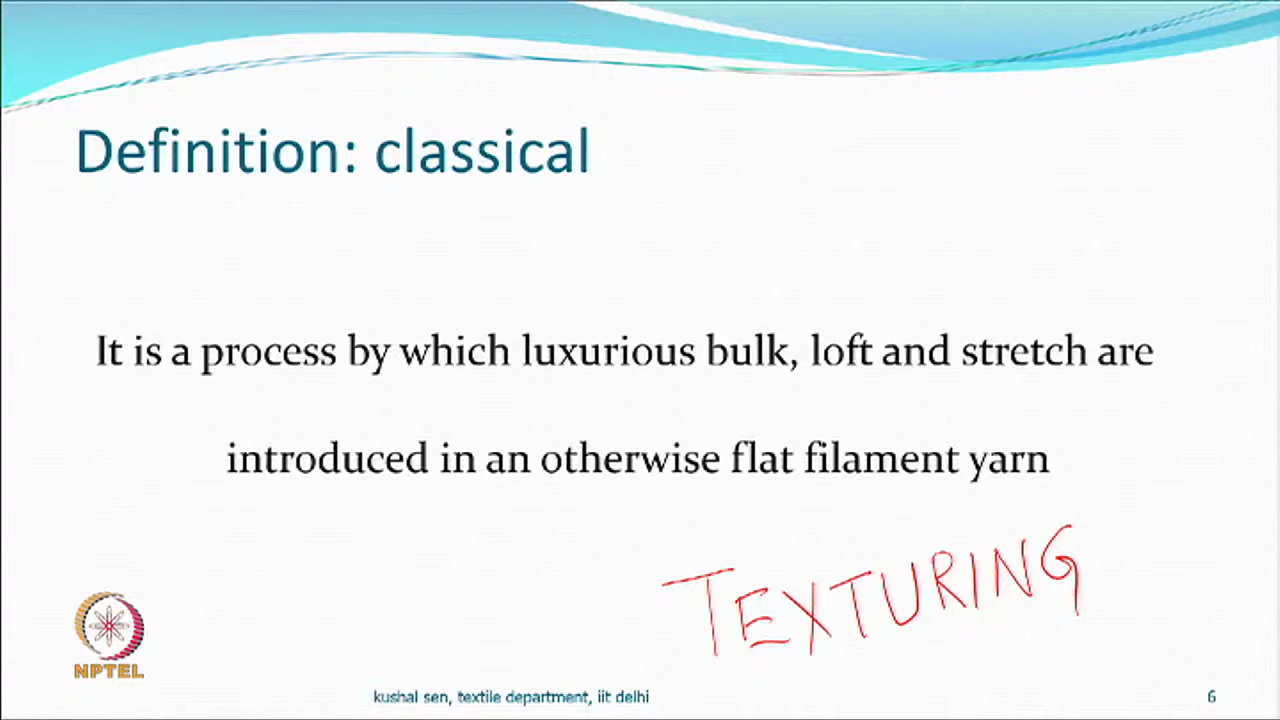 Definition: classical
It is a process by which luxurious bulk, loft and stretch are
introduced in an otherwise flat filament yarn
TEXTURING
NPTEL
kushal sen, textile department, iit delhi
6